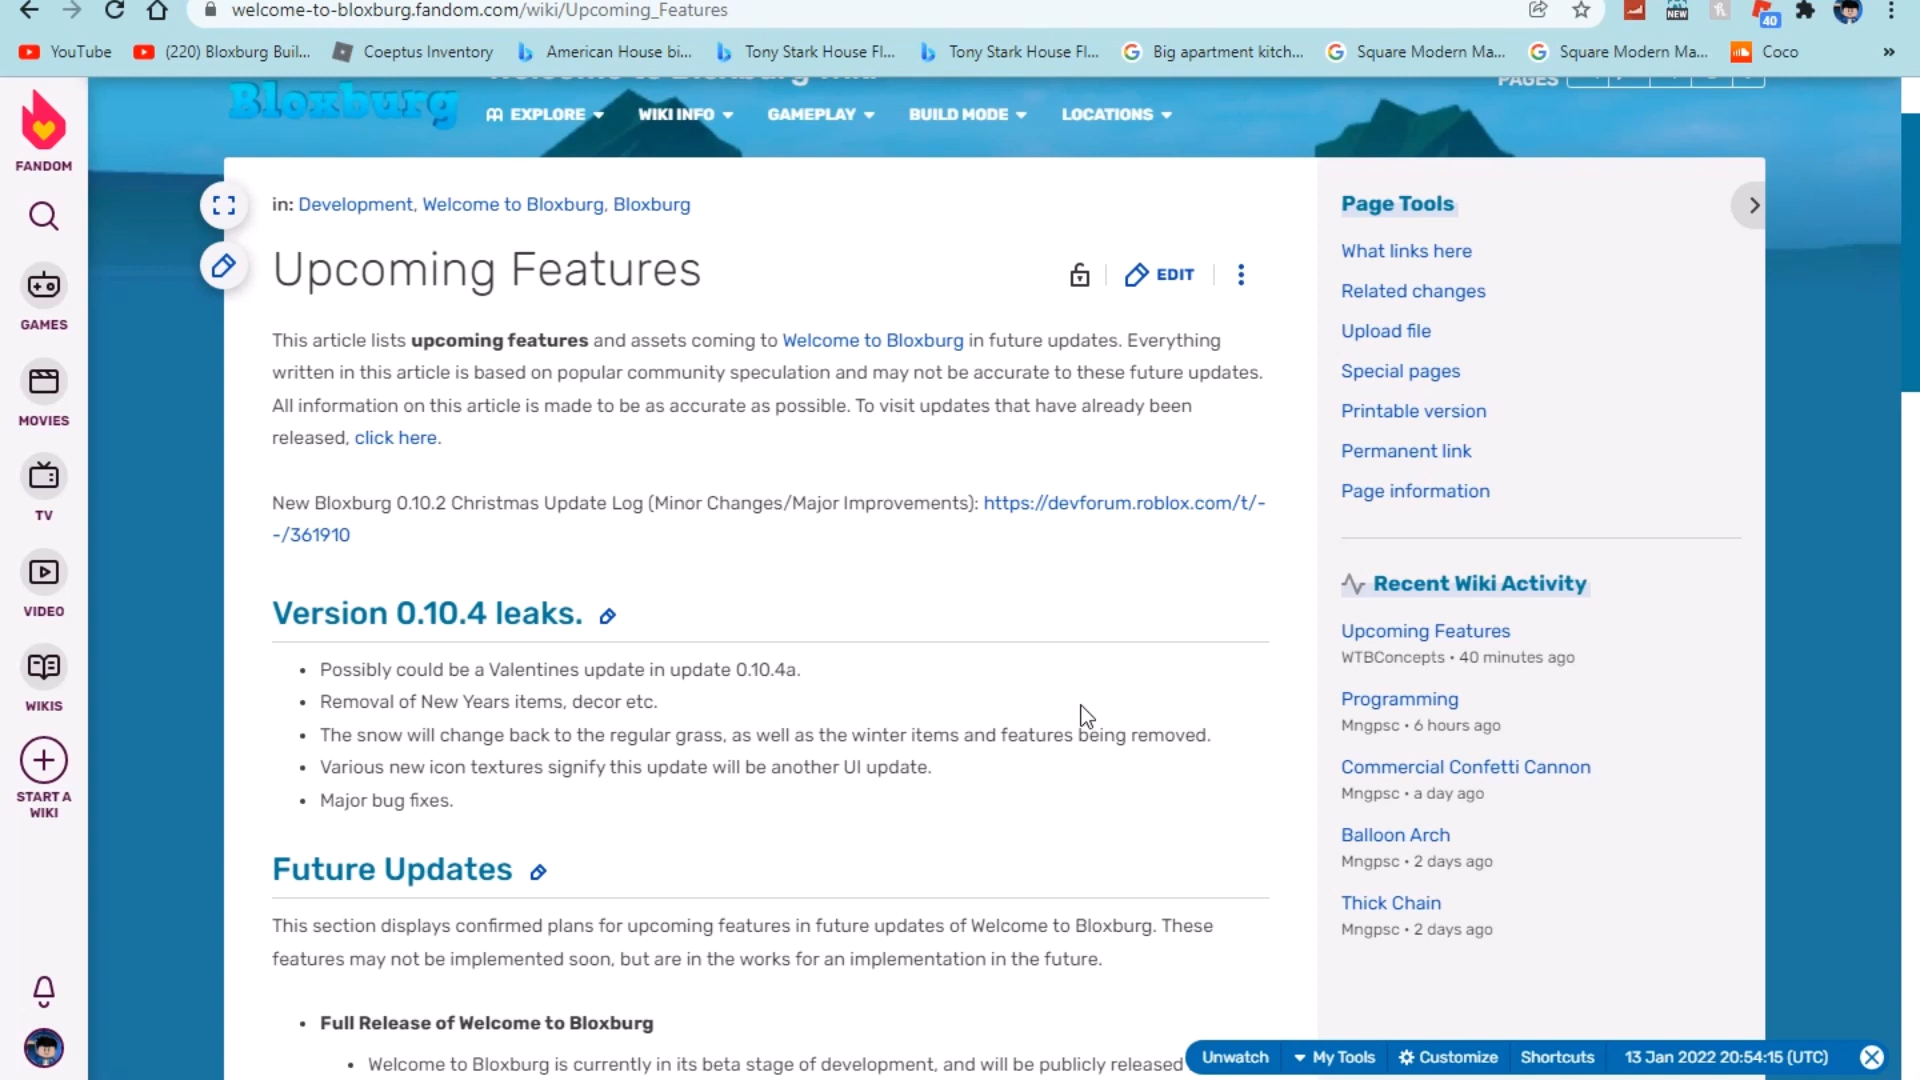 welcome-to-bloxburg.fandom.com/wiki/Upcoming_Features
NEW
40
YouTube
(220) Bloxburg Buil...
Coeptus Inventory
American House bi...
Tony Stark House Fl...
Tony Stark House Fl...
Big apartment kitch...
Square Modern Ma...
Square Modern Ma...
Coco
»
Bloxburg
PAGES
EXPLORE
WIKI INFO
GAMEPLAY
BUILD MODE
LOCATIONS
FANDOM
GAMES
MOVIES
TV
VIDEO
WIKIS
START A
WIKI
in: Development, Welcome to Bloxburg, Bloxburg
Upcoming Features
EDIT
This article lists upcoming features and assets coming to Welcome to Bloxburg in future updates. Everything
written in this article is based on popular community speculation and may not be accurate to these future updates.
All information on this article is made to be as accurate as possible. To visit updates that have already been
released, click here.
New Bloxburg 0.10.2 Christmas Update Log (Minor Changes/Major Improvements): https://devforum.roblox.com/t/-
-/361910
Version 0.10.4 leaks.
• Possibly could be a Valentines update in update 0.10.4a.
• Removal of New Years items, decor etc.
• The snow will change back to the regular grass, as well as the winter items and features being removed.
• Various new icon textures signify this update will be another UI update.
• Major bug fixes.
Future Updates
This section displays confirmed plans for upcoming features in future updates of Welcome to Bloxburg. These
features may not be implemented soon, but are in the works for an implementation in the future.
• Full Release of Welcome to Bloxburg
• Welcome to Bloxburg is currently in its beta stage of development, and will be publicly released
Page Tools
What links here
Related changes
Upload file
Special pages
Printable version
Permanent link
Page information
Recent Wiki Activity
Upcoming Features
WTBConcepts • 40 minutes ago
Programming
Mngpsc • 6 hours ago
Commercial Confetti Cannon
Mngpsc • a day ago
Balloon Arch
Mngpsc • 2 days ago
Thick Chain
Mngpsc • 2 days ago
Unwatch
My Tools
Customize
Shortcuts
13 Jan 2022 20:54:15 (UTC)